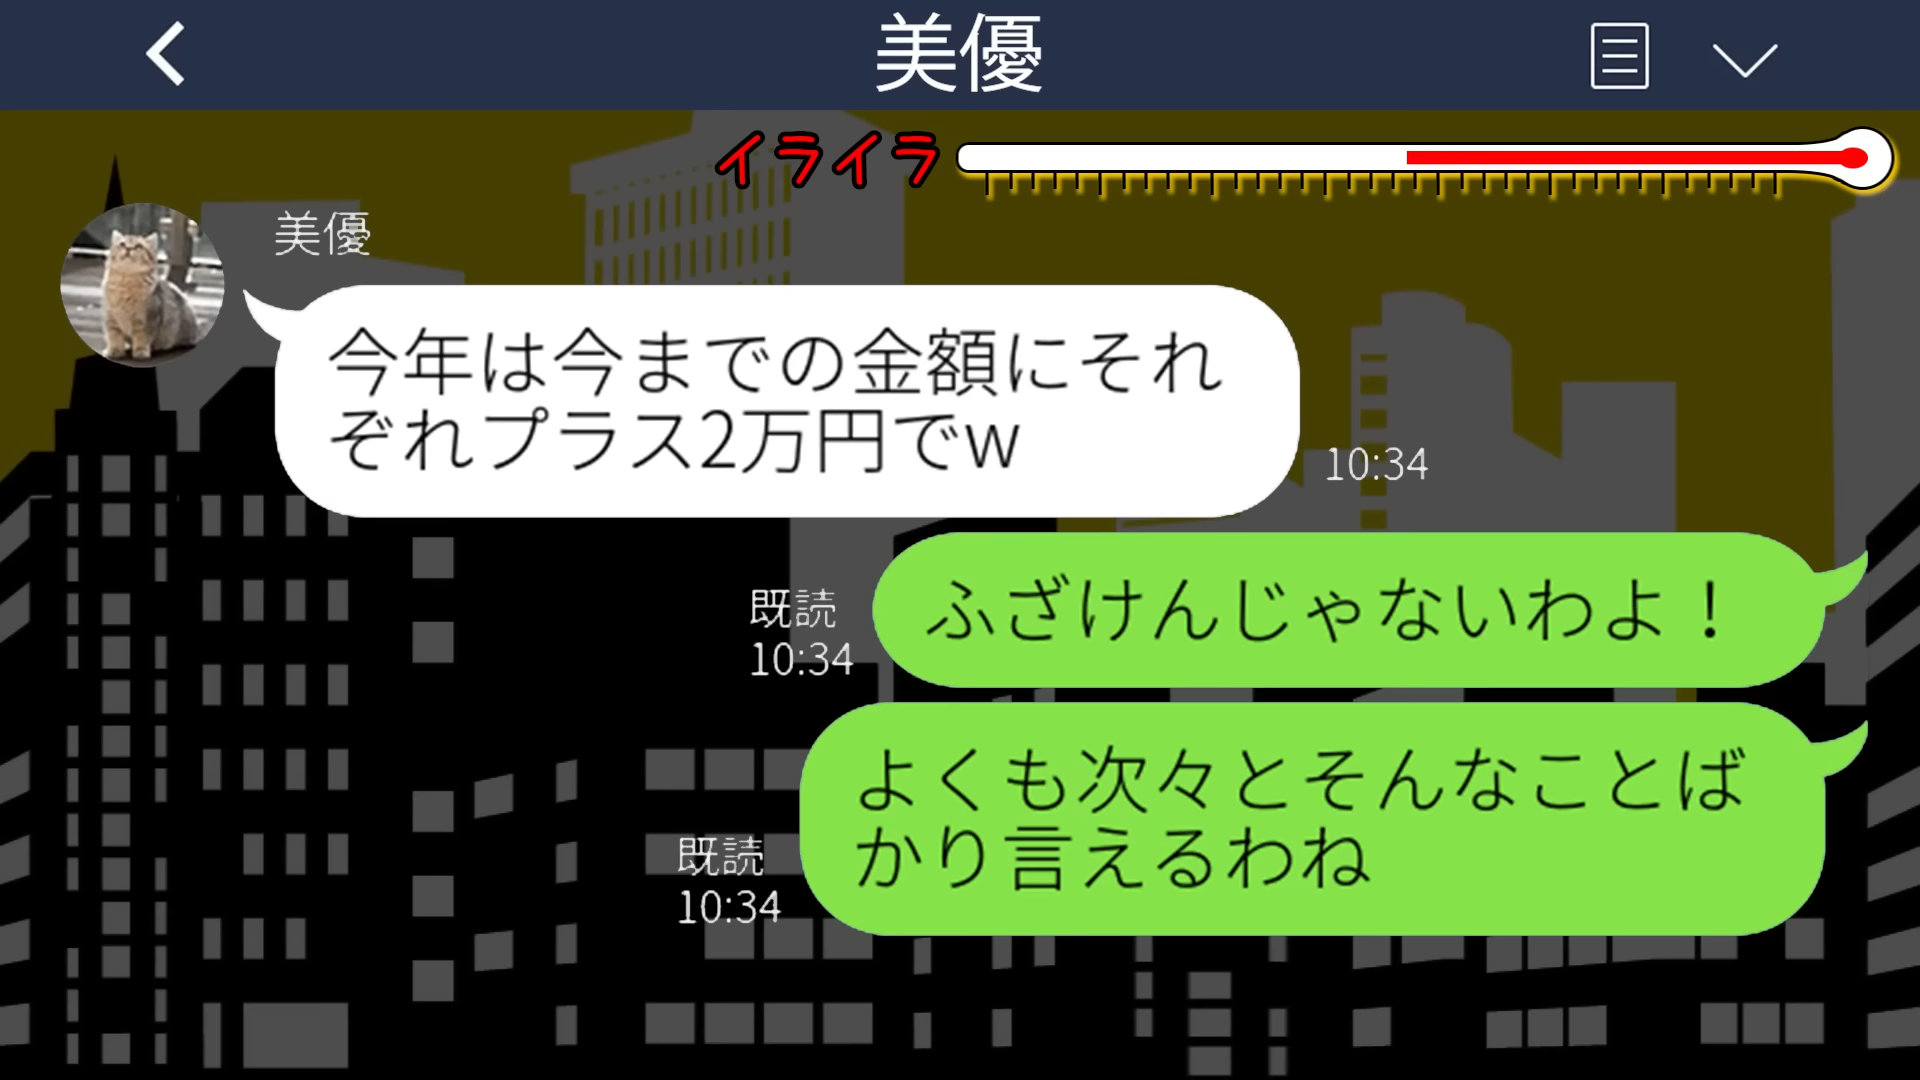 美優
イライラ
美優
今年は今までの金額にそれ
ぞれプラス2万円でw
10:34
ふざけんじゃないわよ！
既読
10:34
よくも次々とそんなことば
かり言えるわね
既読
10:34